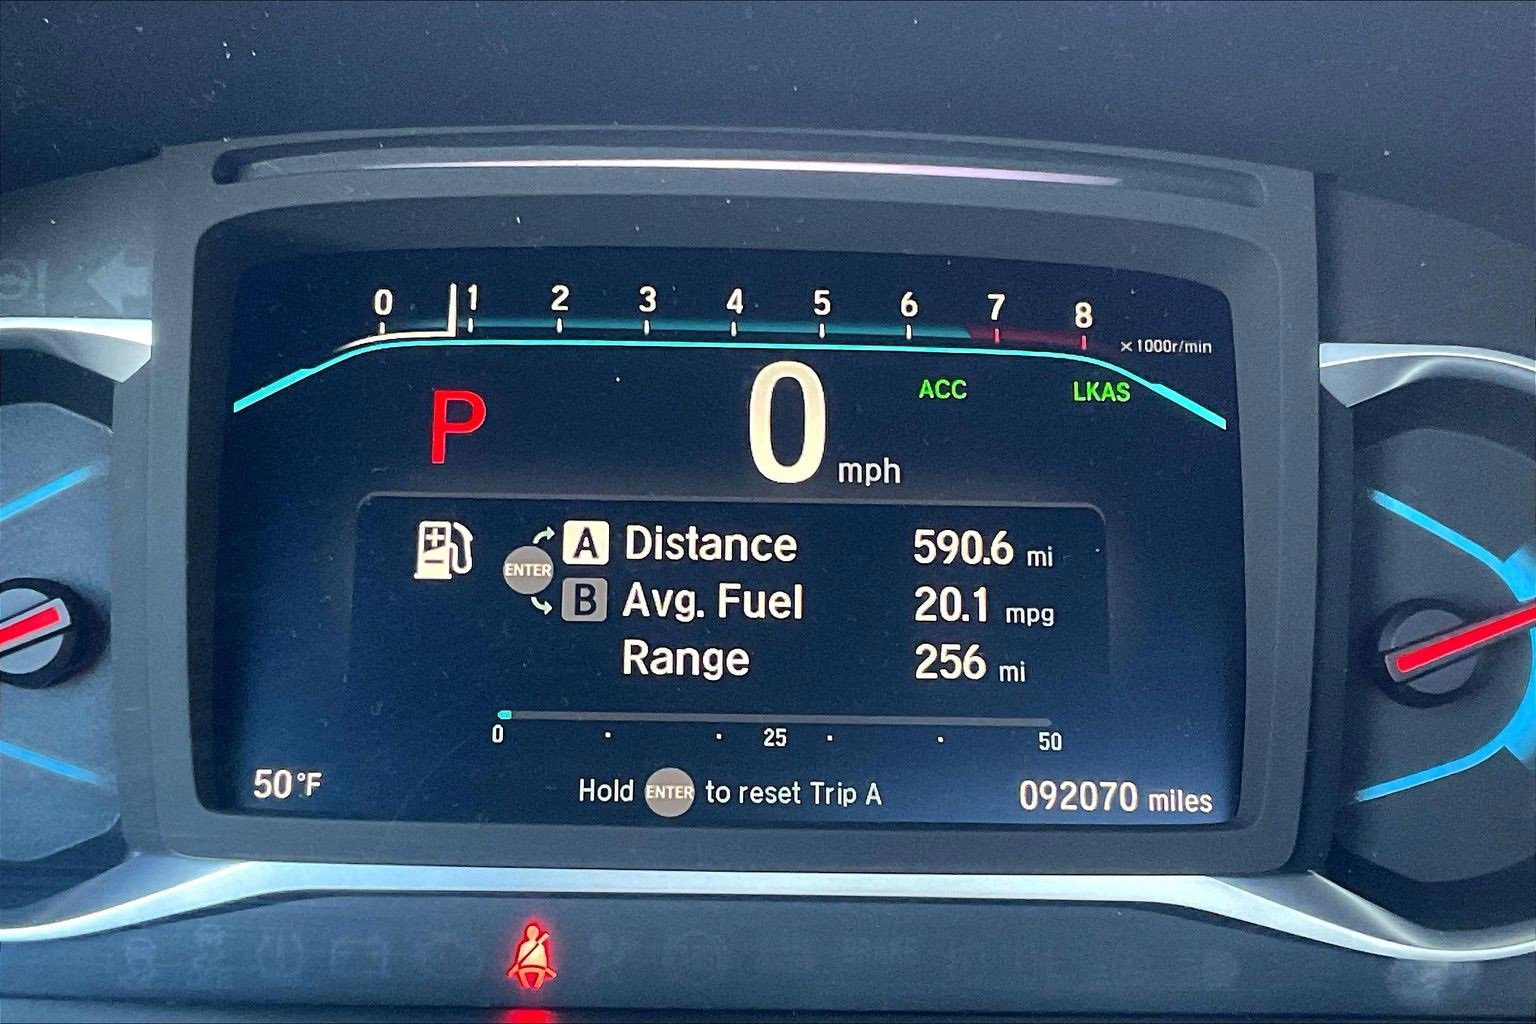 0 1 2 3 4 5 6 7 8
x1000r/min
P 0 mph ACC LKAS
ENTER
A Distance 590.6 mi
B Avg. Fuel 20.1 mpg
Range 256 mi
0 25 50
50°F Hold ENTER to reset Trip A 092070 miles